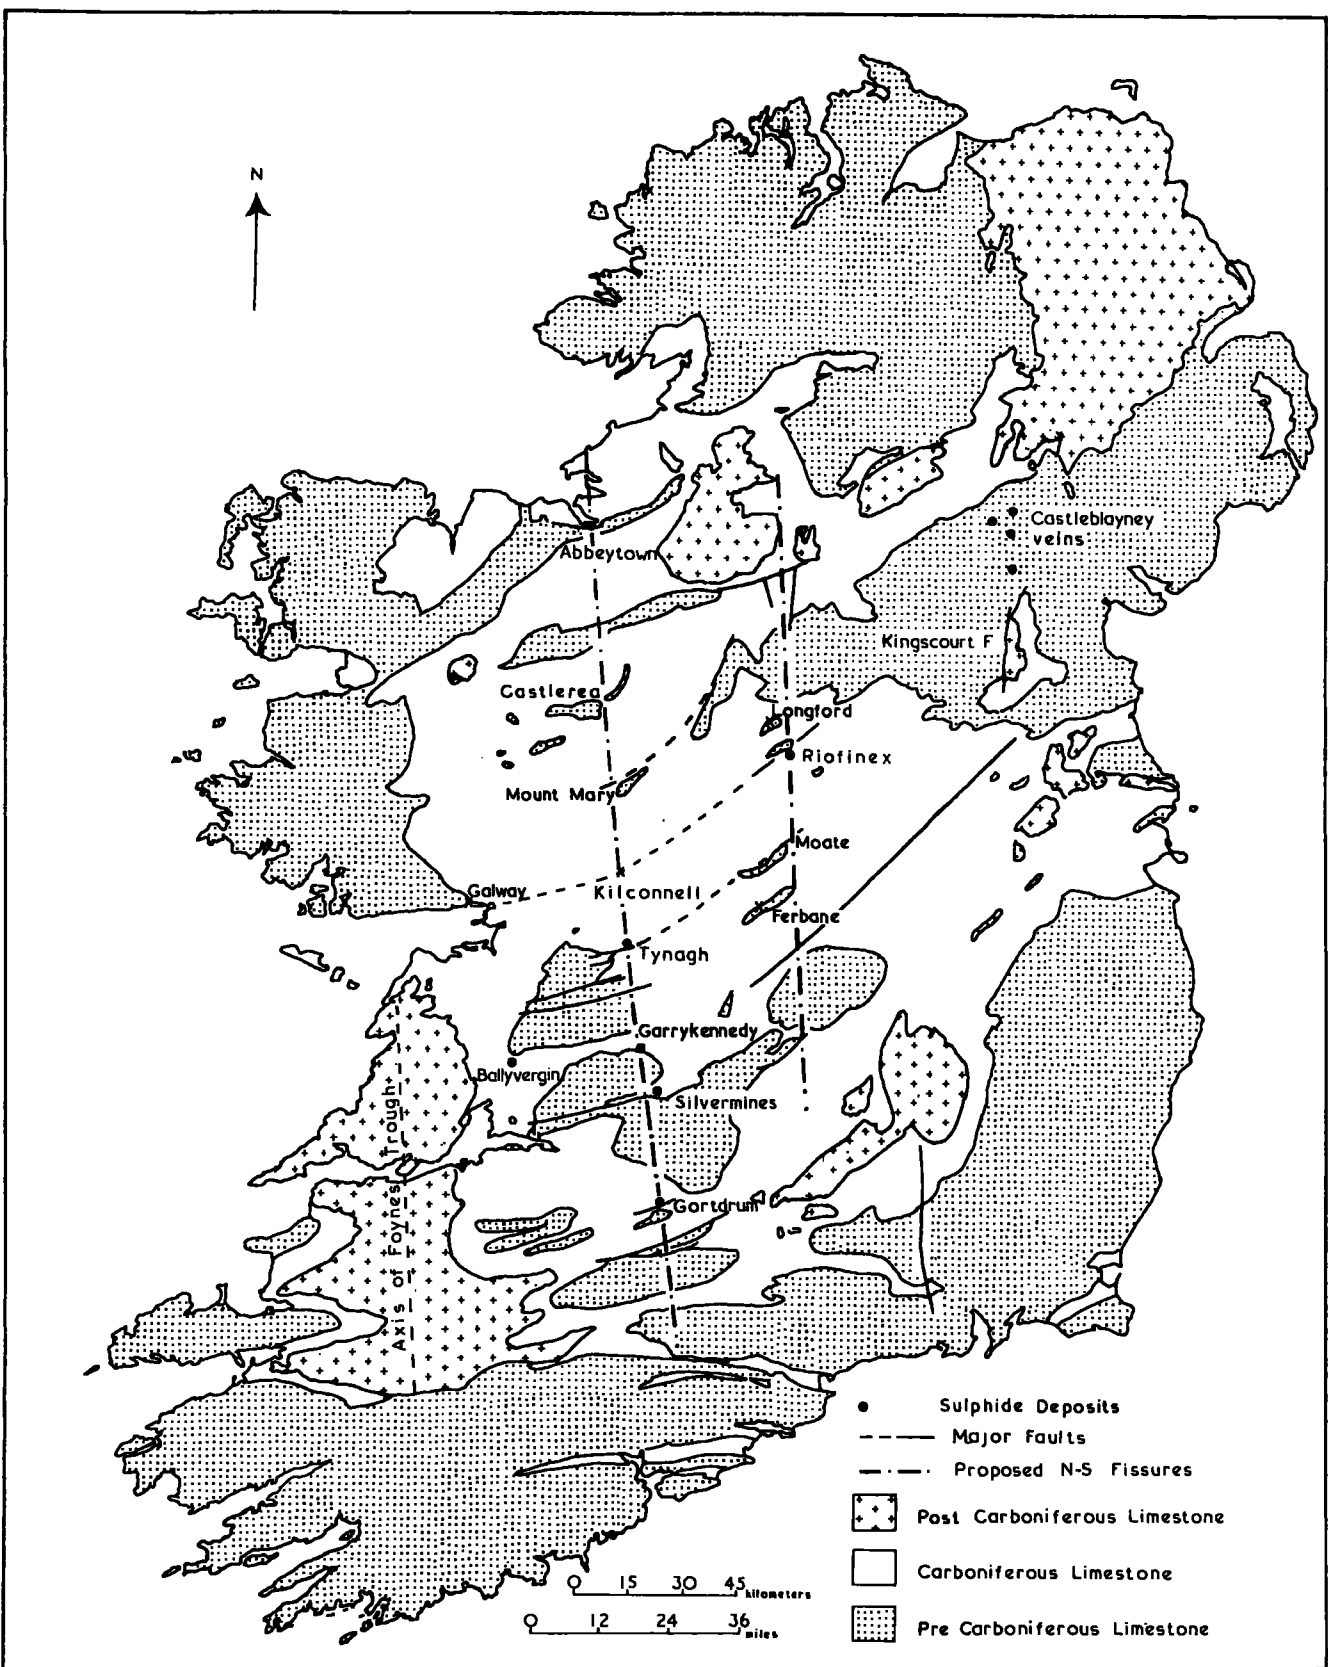 N
Castleblayney
veins
Abbeytown
Kingscourt F
Castlerea
Longford
Riofinex
Mount Mary
Moate
Galway
Kilconnell
Ferbane
Tynagh
Garrykennedy
Ballyvergin
Silvermines
Gortdrum
Axis of Foynes Trough
Sulphide Deposits
Major Faults
Proposed N-S Fissures
Post Carboniferous Limestone
Carboniferous Limestone
Pre Carboniferous Limestone
0 15 30 45 kilometers
0 12 24 36 miles